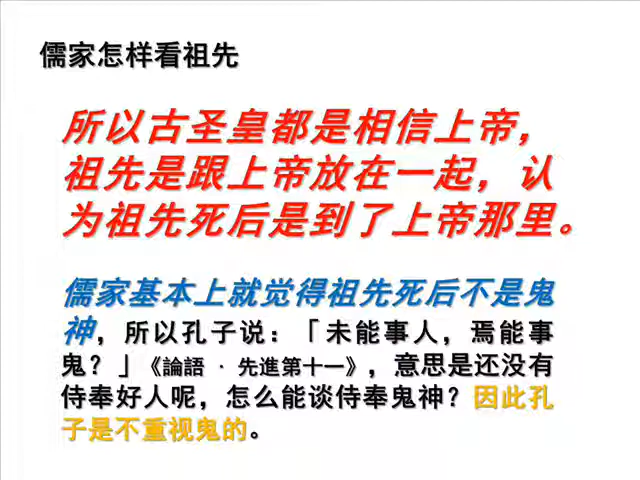 儒家怎样看祖先
所以古圣皇都是相信上帝，
祖先是跟上帝放在一起，认
为祖先死后是到了上帝那里。
儒家基本上就觉得祖先死后不是鬼
神，所以孔子说：「未能事人，焉能事
鬼？」《論語 · 先進第十一》，意思是还没有
侍奉好人呢，怎么能谈侍奉鬼神？因此孔
子是不重视鬼的。